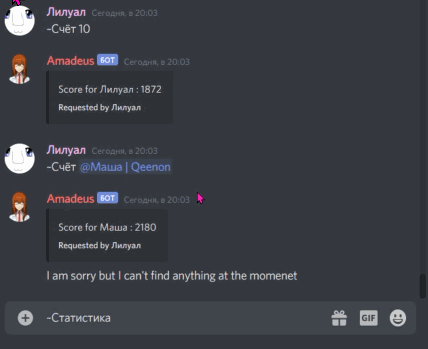 Лилуал Сегодня, в 20:03
~Счёт 10
Amadeus БОТ Сегодня, в 20:03
Score for Лилуал : 1872
Requested by Лилуал
Лилуал Сегодня, в 20:03
~Счёт @Маша | Qeenon
Amadeus БОТ Сегодня, в 20:03
Score for Маша : 2180
Requested by Лилуал
I am sorry but I can't find anything at the momenet
~Статистика
GIF